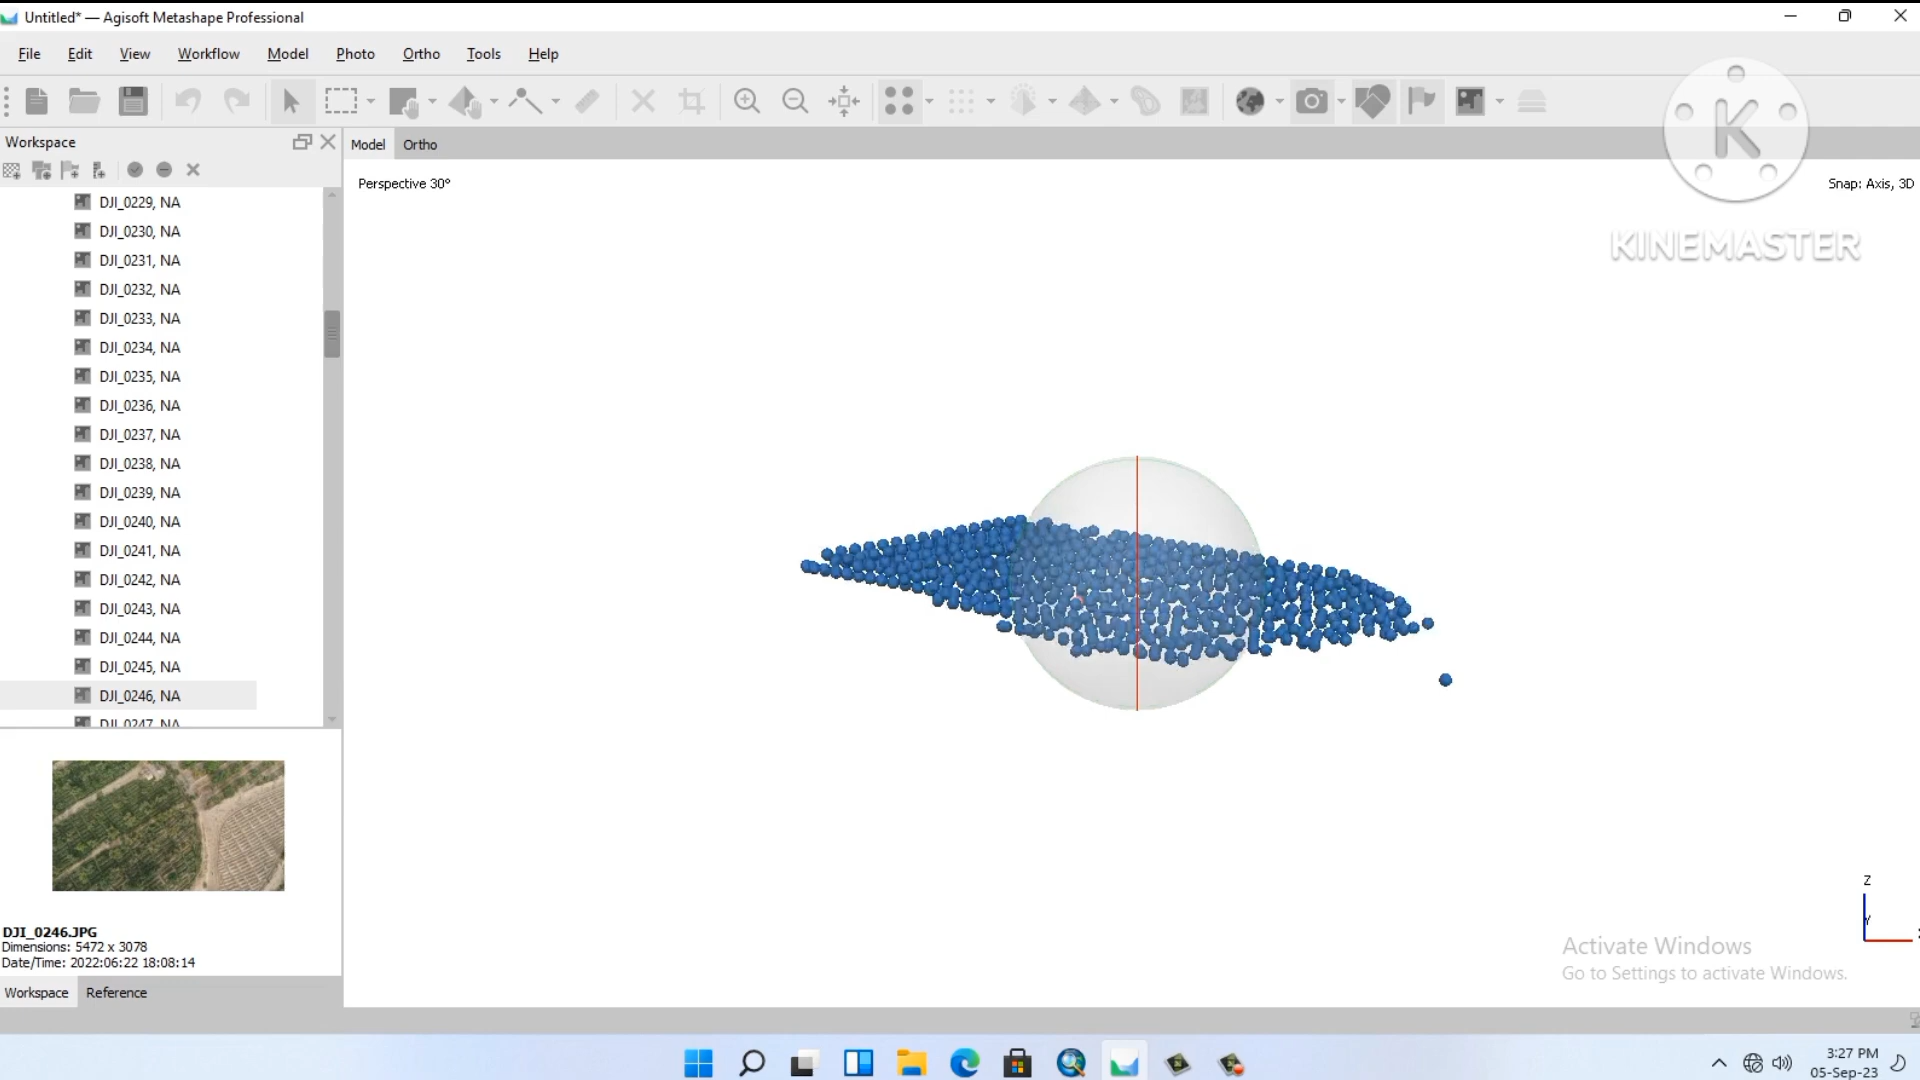 Untitled* — Agisoft Metashape Professional
File Edit View Workflow Model Photo Ortho Tools Help
K
KINEMASTER
Workspace
Model Ortho
Perspective 30°
Snap: Axis, 3D
DJI_0229, NA
DJI_0230, NA
DJI_0231, NA
DJI_0232, NA
DJI_0233, NA
DJI_0234, NA
DJI_0235, NA
DJI_0236, NA
DJI_0237, NA
DJI_0238, NA
DJI_0239, NA
DJI_0240, NA
DJI_0241, NA
DJI_0242, NA
DJI_0243, NA
DJI_0244, NA
DJI_0245, NA
DJI_0246, NA
DJI_0247, NA
DJI_0246.JPG
Dimensions: 5472 x 3078
Date/Time: 2022:06:22 18:08:14
Workspace Reference
Z
Y
Activate Windows
Go to Settings to activate Windows.
3:27 PM
05-Sep-23